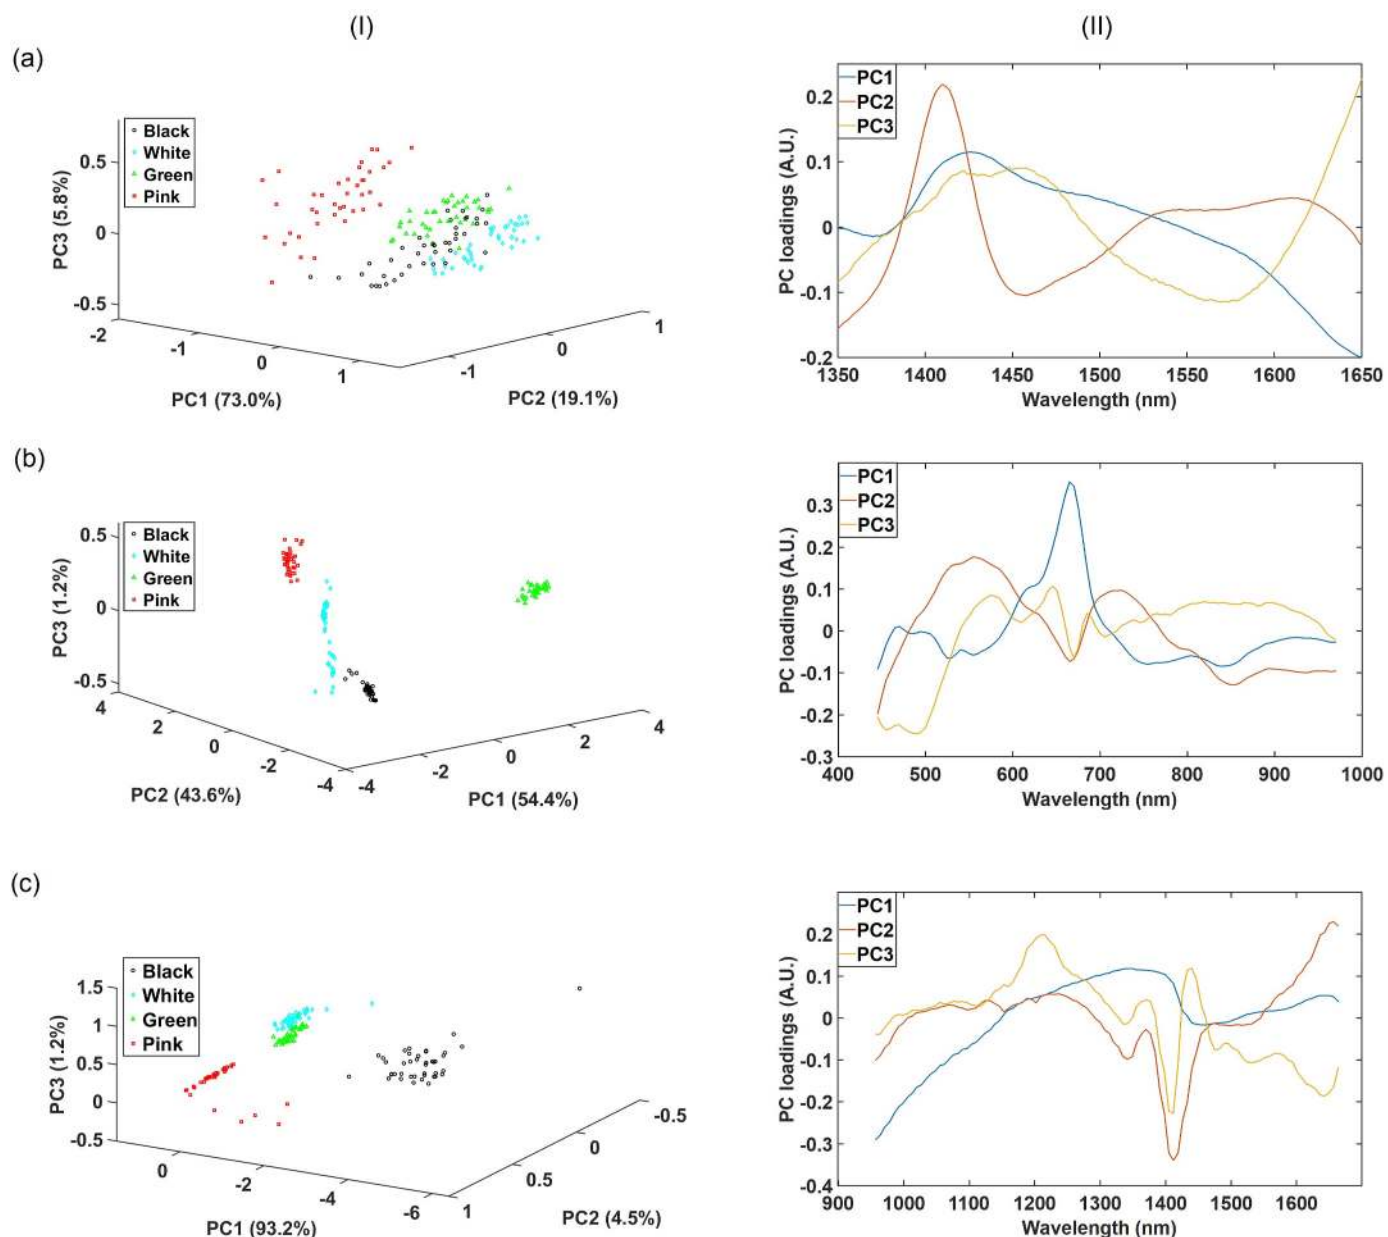 (I)
(II)
(a)
Black
White
Green
Pink
0.5
0
-0.5
PC3 (5.8%)
-2
-1
0
1
PC1 (73.0%)
-1
0
1
PC2 (19.1%)
PC1
PC2
PC3
0.2
0.1
0
-0.1
-0.2
PC loadings (A.U.)
1350
1400
1450
1500
1550
1600
1650
Wavelength (nm)
(b)
Black
White
Green
Pink
0.5
0
-0.5
PC3 (1.2%)
4
2
0
-2
-4
PC2 (43.6%)
-4
-2
0
2
4
PC1 (54.4%)
PC1
PC2
PC3
0.3
0.2
0.1
0
-0.1
-0.2
-0.3
PC loadings (A.U.)
400
500
600
700
800
900
1000
Wavelength (nm)
(c)
Black
White
Green
Pink
1.5
1
0.5
0
-0.5
PC3 (1.2%)
0
-2
-4
-6
PC1 (93.2%)
1
0.5
0
-0.5
PC2 (4.5%)
PC1
PC2
PC3
0.2
0.1
0
-0.1
-0.2
-0.3
-0.4
PC loadings (A.U.)
900
1000
1100
1200
1300
1400
1500
1600
Wavelength (nm)